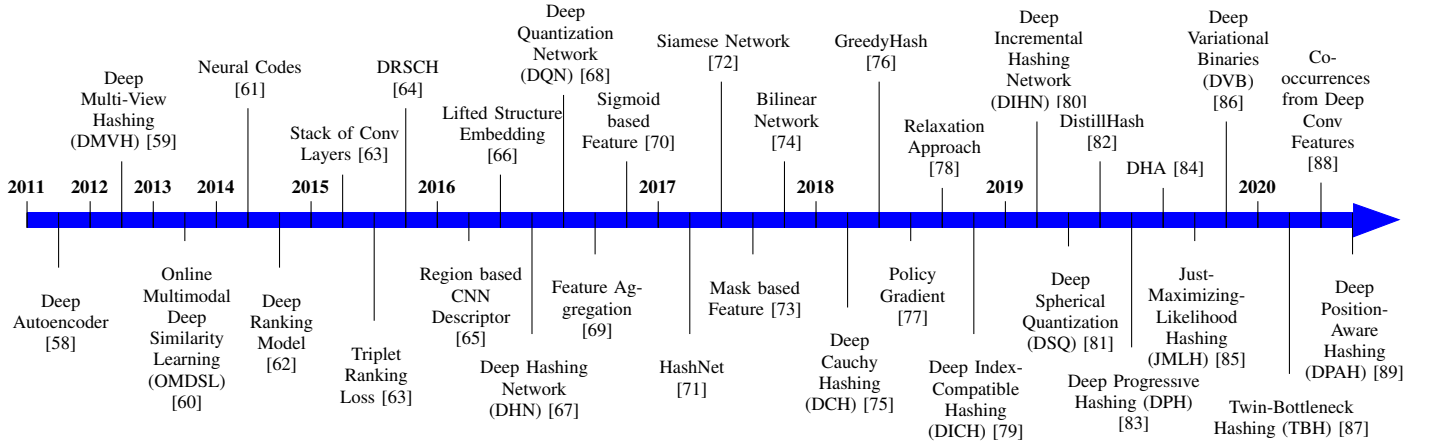 Deep
Multi-View
Hashing
(DMVH) [59]
Neural Codes
[61]
Stack of Conv
Layers [63]
DRSCH
[64]
Lifted Structure
Embedding
[66]
Deep
Quantization
Network
(DQN) [68]
Sigmoid
based
Feature [70]
Siamese Network
[72]
Bilinear
Network
[74]
GreedyHash
[76]
Relaxation
Approach
[78]
Deep
Incremental
Hashing
Network
(DIHN) [80]
DistillHash
[82]
DHA [84]
Deep
Variational
Binaries
(DVB)
[86]
Co-
occurrences
from Deep
Conv
Features
[88]
2011 2012 2013 2014 2015 2016 2017 2018 2019 2020
Deep
Autoencoder
[58]
Online
Multimodal
Deep
Similarity
Learning
(OMDSL)
[60]
Deep
Ranking
Model
[62]
Triplet
Ranking
Loss [63]
Region based
CNN
Descriptor
[65]
Deep Hashing
Network
(DHN) [67]
Feature Ag-
gregation
[69]
HashNet
[71]
Mask based
Feature [73]
Deep
Cauchy
Hashing
(DCH) [75]
Policy
Gradient
[77]
Deep Index-
Compatible
Hashing
(DICH) [79]
Deep
Spherical
Quantization
(DSQ) [81]
Deep Progressive
Hashing (DPH)
[83]
Just-
Maximizing-
Likelihood
Hashing
(JMLH) [85]
Twin-Bottleneck
Hashing (TBH) [87]
Deep
Position-
Aware
Hashing
(DPAH) [89]